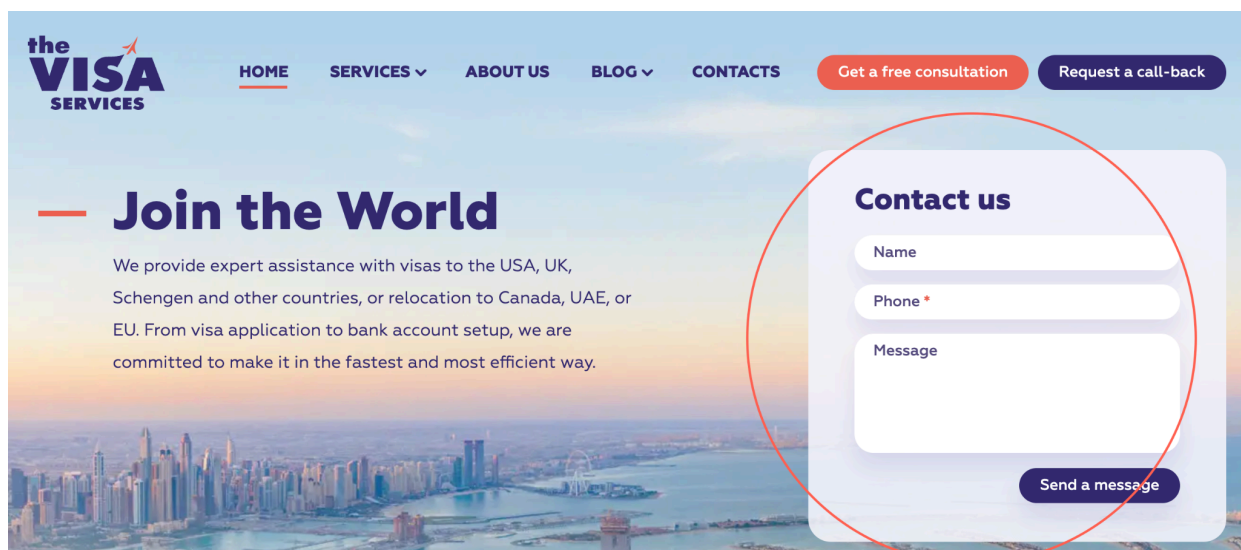 the
VISA
SERVICES
HOME
SERVICES
ABOUT US
BLOG
CONTACTS
Get a free consultation
Request a call-back
Join the World
We provide expert assistance with visas to the USA, UK,
Schengen and other countries, or relocation to Canada, UAE, or
EU. From visa application to bank account setup, we are
committed to make it in the fastest and most efficient way.
Contact us
Name
Phone *
Message
Send a message